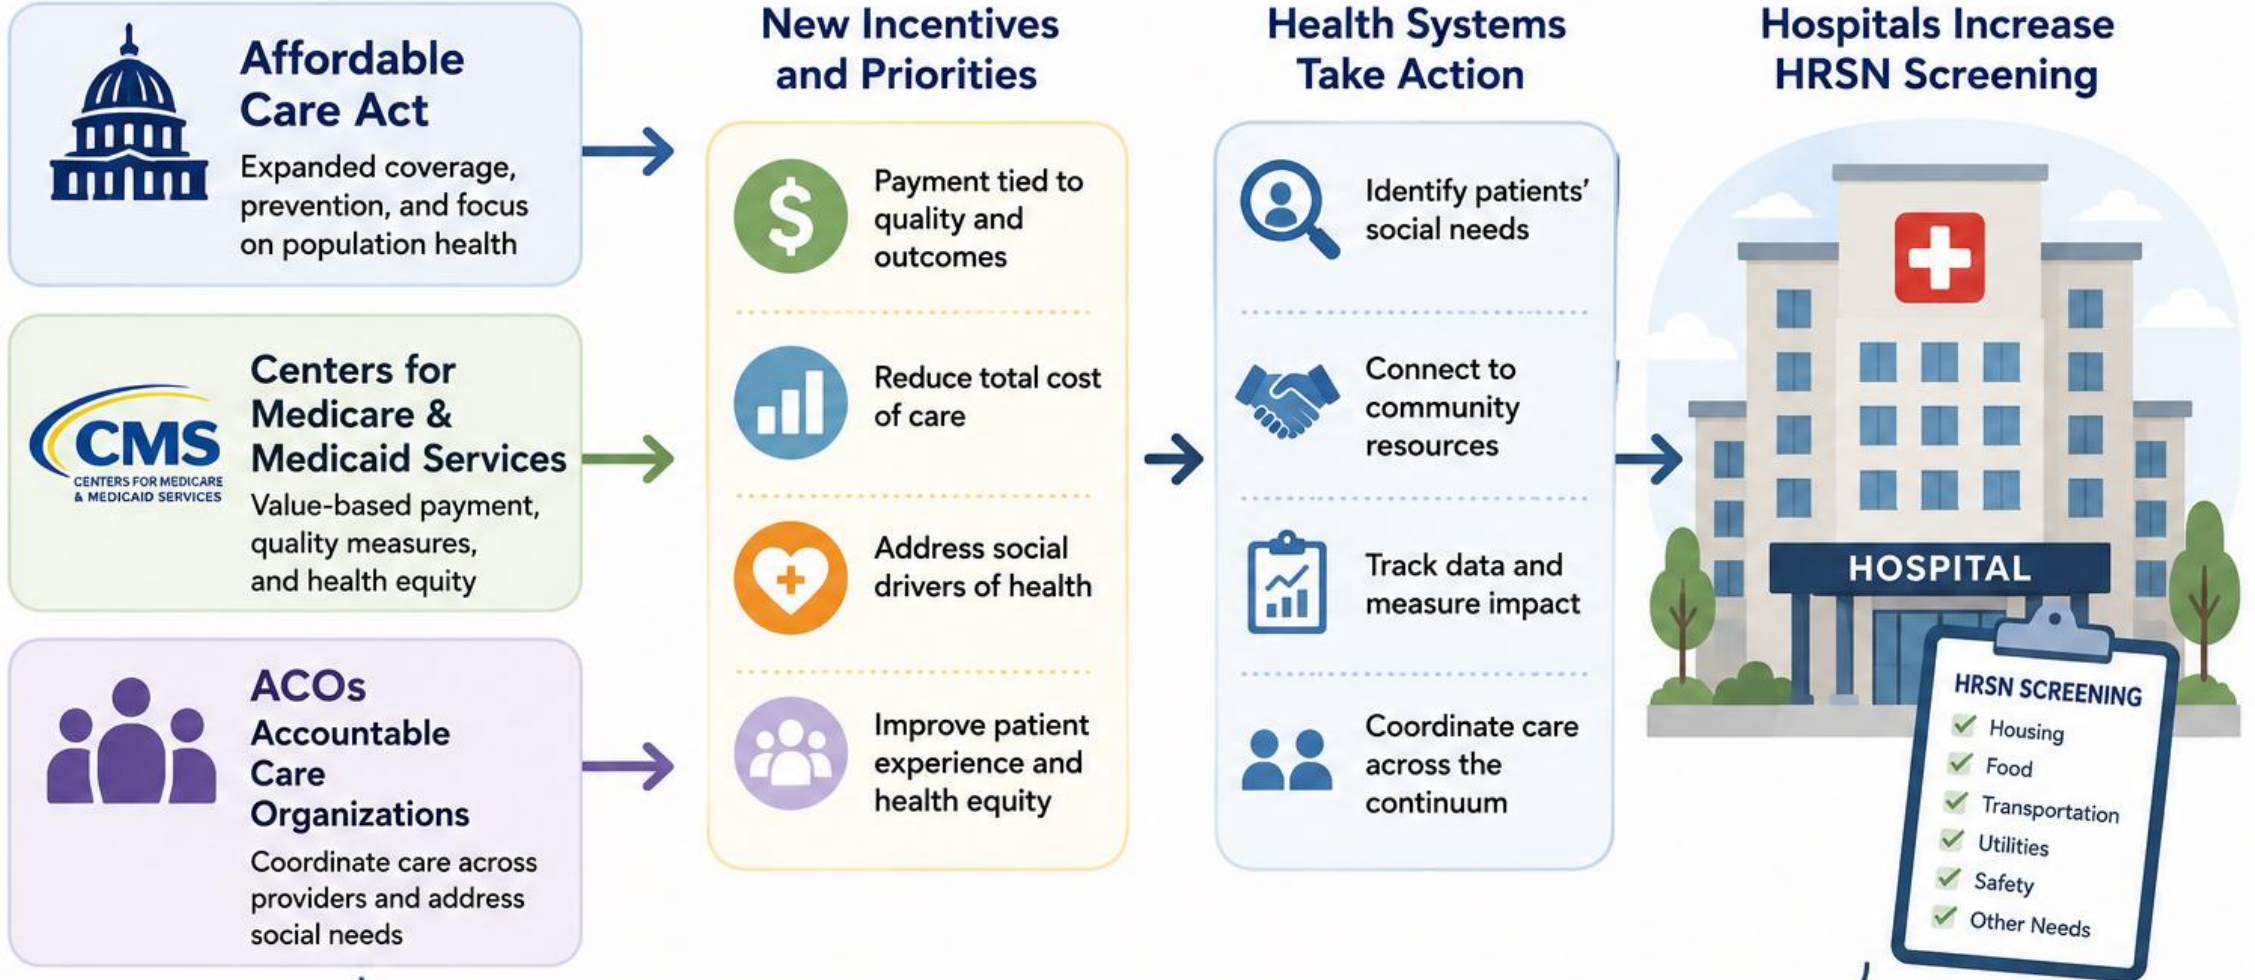 Affordable
Care Act
Expanded coverage,
prevention, and focus
on population health
CMS
CENTERS FOR MEDICARE
& MEDICAID SERVICES
Centers for
Medicare &
Medicaid Services
Value-based payment,
quality measures,
and health equity
ACOs
Accountable
Care
Organizations
Coordinate care across
providers and address
social needs
New Incentives
and Priorities
$
Payment tied to
quality and
outcomes
Reduce total cost
of care
Address social
drivers of health
Improve patient
experience and
health equity
Health Systems
Take Action
Identify patients’
social needs
Connect to
community
resources
Track data and
measure impact
Coordinate care
across the
continuum
Hospitals Increase
HRSN Screening
HOSPITAL
HRSN SCREENING
Housing
Food
Transportation
Utilities
Safety
Other Needs